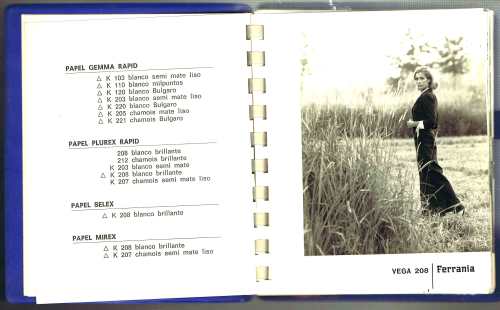 PAPEL GEMMA RAPID
△ K 103 blanco semi mate liso
△ K 110 blanco milpuntos
△ K 120 blanco Bulgaro
△ K 203 blanco semi mate liso
△ K 220 blanco Bulgaro
△ K 205 chamois mate liso
△ K 221 chamois Bulgaro
PAPEL PLUREX RAPID
208 blanco brillante
212 chamois brillante
K 203 blanco semi mate
△ K 208 blanco brillante
K 207 chamois semi mate liso
PAPEL BELEX
△ K 208 blanco brillante
PAPEL MIREX
△ K 208 blanco brillante
△ K 207 chamois semi mate liso
VEGA 208 Ferrania